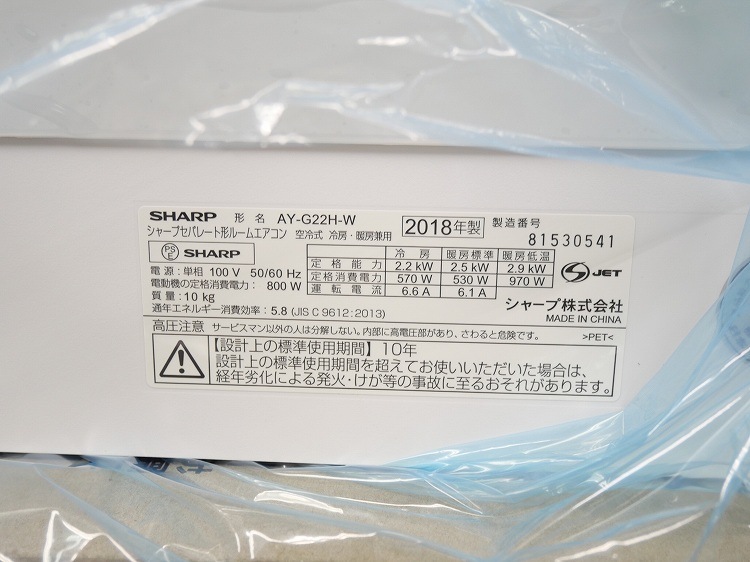 SHARP 形名 AY-G22H-W 2018年製 製造番号
シャープセパレート形ルームエアコン 空冷式 冷房・暖房兼用 81530541
PS E SHARP
電源:単相 100 V 50/60 Hz
電動機の定格消費電力: 800 W
質量:10 kg
冷房 暖房標準 暖房低温
定格能力 2.2 kW 2.5 kW 2.9 kW
定格消費電力 570 W 530 W 970 W
運転電流 6.6 A 6.1 A
S JET
通年エネルギー消費効率: 5.8 (JIS C 9612:2013)
シャープ株式会社
MADE IN CHINA
高圧注意 サービスマン以外の人は分解しない。内部に高電圧部があり、さわると危険です。 >PET<
【設計上の標準使用期間】10年
設計上の標準使用期間を超えてお使いいただいた場合は、
経年劣化による発火・けが等の事故に至るおそれがあります。